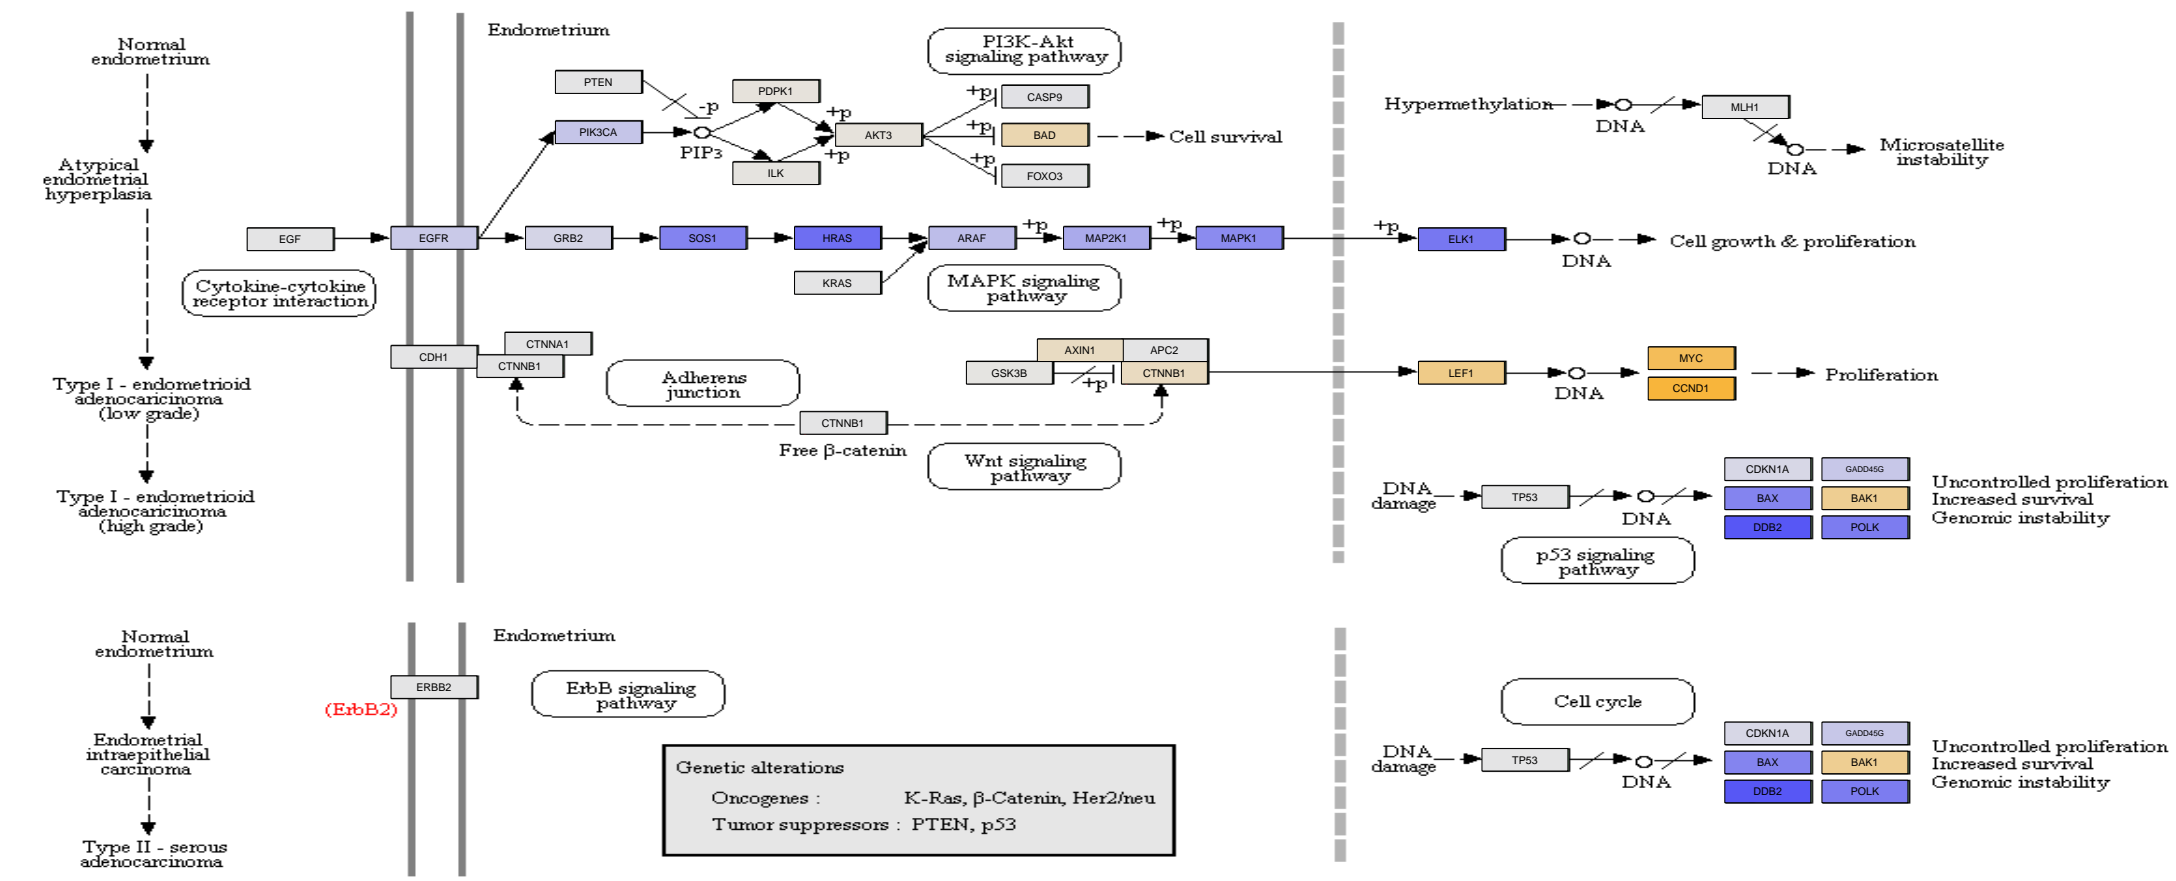 Normal
endometrium
Atypical
endometrial
hyperplasia
Type I - endometrioid
adenocaricinoma
(low grade)
Type I - endometrioid
adenocaricinoma
(high grade)
Endometrium
PTEN
-p
PIK3CA
PIP3
PDPK1
ILK
+p
+p
AKT3
PI3K-Akt
signaling pathway
+p
+p
+p
CASP9
BAD
FOXO3
Cell survival
Hypermethylation
DNA
MLH1
DNA
Microsatellite
instability
EGF
EGFR
GRB2
SOS1
HRAS
KRAS
ARAF
+p
MAP2K1
+p
MAPK1
+p
ELK1
DNA
Cell growth & proliferation
Cytokine-cytokine
receptor interaction
MAPK signaling
pathway
CDH1
CTNNA1
CTNNB1
Adherens
junction
AXIN1
APC2
GSK3B
+p
CTNNB1
LEF1
DNA
MYC
CCND1
Proliferation
CTNNB1
Free β-catenin
Wnt signaling
pathway
DNA
damage
TP53
DNA
CDKN1A
GADD45G
BAX
BAK1
DDB2
POLK
Uncontrolled proliferation
Increased survival
Genomic instability
p53 signaling
pathway
Normal
endometrium
Endometrial
intraepithelial
carcinoma
Type II - serous
adenocarcinoma
Endometrium
ERBB2
(ErbB2)
ErbB signaling
pathway
Cell cycle
DNA
damage
TP53
DNA
CDKN1A
GADD45G
BAX
BAK1
DDB2
POLK
Uncontrolled proliferation
Increased survival
Genomic instability
Genetic alterations
Oncogenes : K-Ras, β-Catenin, Her2/neu
Tumor suppressors : PTEN, p53